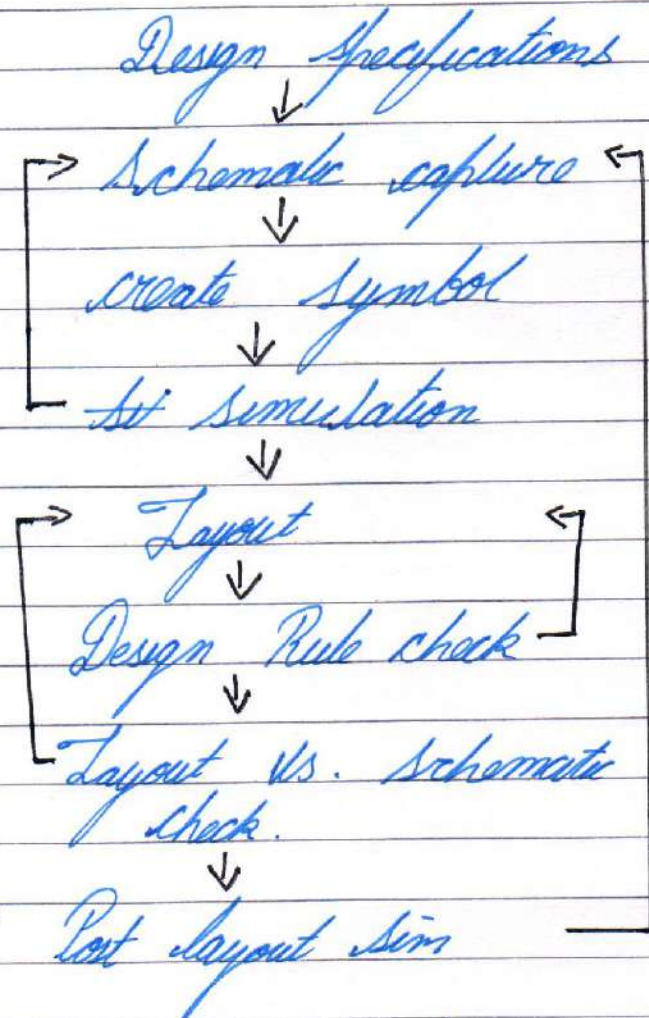 Design Specifications
Schematic capture
create Symbol
Simulation
Layout
Design Rule check
Layout Vs. Schematic
check.
Post layout Sim